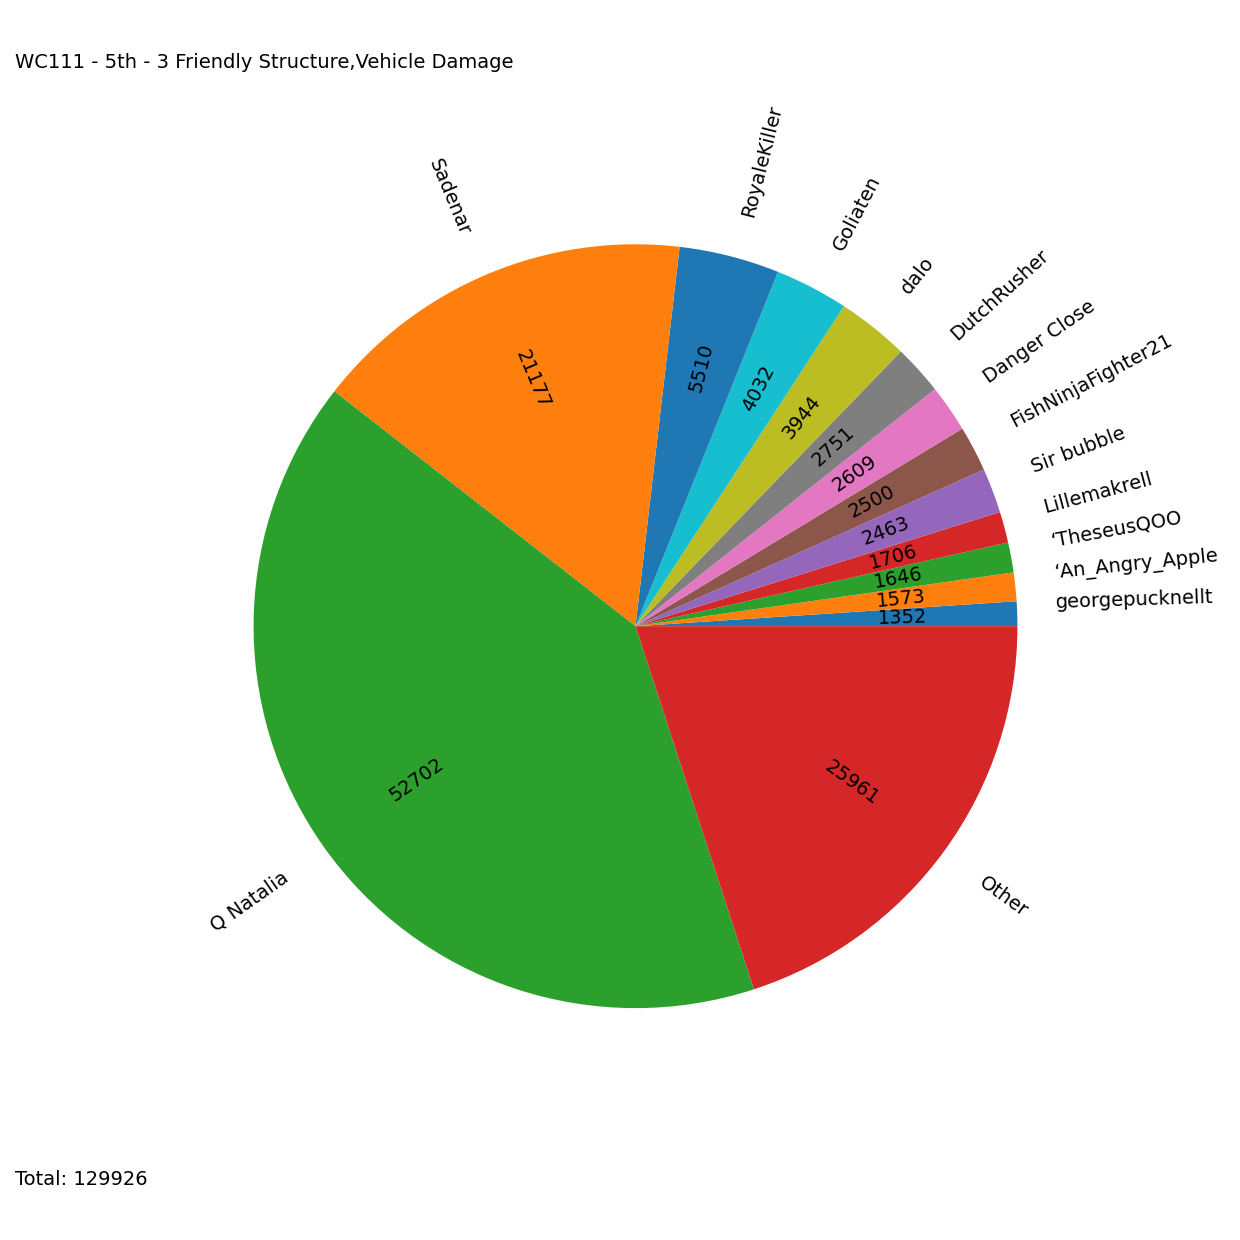 WC111 - 5th - 3 Friendly Structure,Vehicle Damage
RoyaleKiller
Sadenar
Goliaten
dalo
DutchRusher
Danger Close
FishNinjaFighter21
Sir bubble
Lillemakrell
‘TheseusQOO
‘An_Angry_Apple
georgepucknellt
21177
5510
4032
3944
2751
2609
2500
2463
1706
1646
1573
1352
52702
25961
Q Natalia
Other
Total: 129926